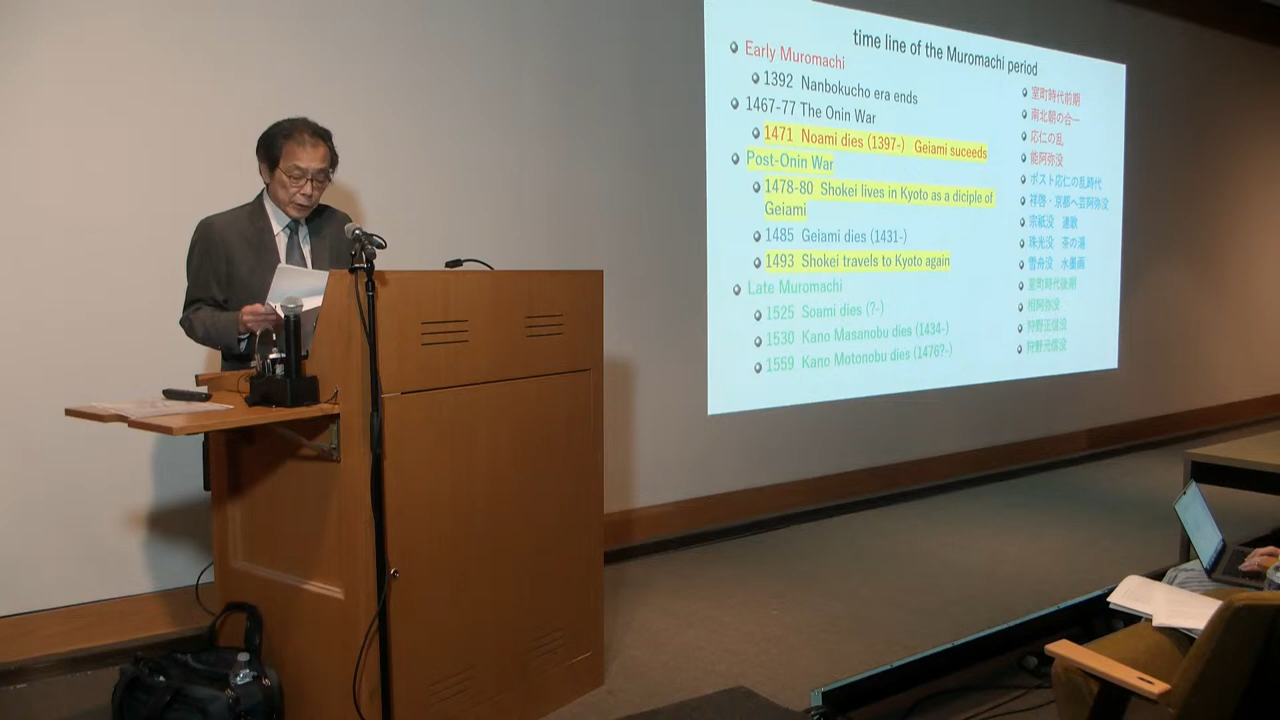 time line of the Muromachi period
Early Muromachi
1392 Nanbokucho era ends
1467-77 The Onin War
1471 Noami dies (1397-) Geiami suceeds
Post-Onin War
1478-80 Shokei lives in Kyoto as a diciple of
Geiami
1485 Geiami dies (1431-)
1493 Shokei travels to Kyoto again
Late Muromachi
1525 Soami dies (?-)
1530 Kano Masanobu dies (1434-)
1559 Kano Motonobu dies (1476?-)
室町時代前期
南北朝の合一
応仁の乱
能阿弥没
ポスト応仁の乱時代
祥啓・京都へ芸阿弥没
宗祇没 連歌
珠光没 茶の湯
雪舟没 水墨画
室町時代後期
相阿弥没
狩野正信没
狩野元信没